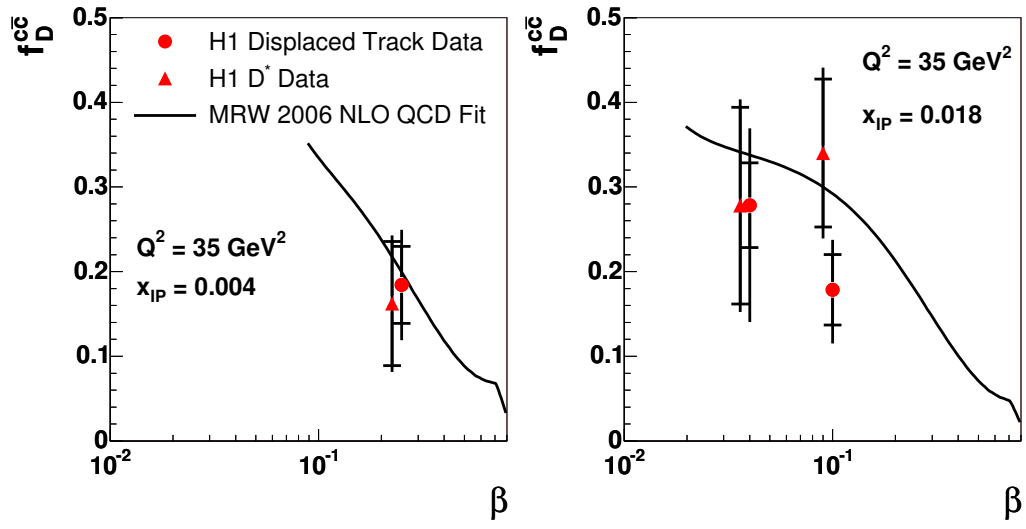 f_D^{cc̄}
0.5
0.4
0.3
0.2
0.1
0
H1 Displaced Track Data
H1 D* Data
MRW 2006 NLO QCD Fit
Q² = 35 GeV²
x_IP = 0.004
10⁻²
10⁻¹
β
f_D^{cc̄}
0.5
0.4
0.3
0.2
0.1
0
Q² = 35 GeV²
x_IP = 0.018
10⁻²
10⁻¹
β